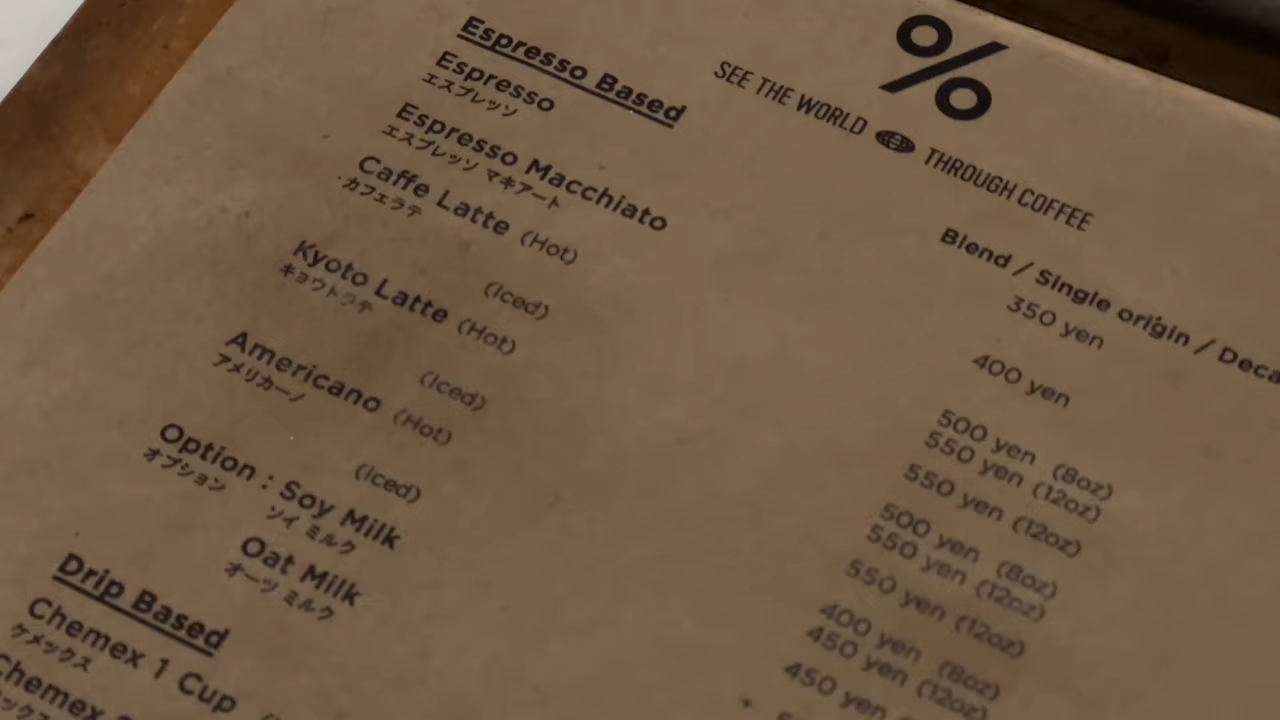 %
SEE THE WORLD THROUGH COFFEE
Espresso Based
Blend / Single origin / Deca
Espresso 350 yen
エスプレッソ
Espresso Macchiato 400 yen
エスプレッソ マキアート
Caffe Latte (Hot) 500 yen (8oz)
カフェラテ
550 yen (12oz)
(Iced) 550 yen (12oz)
Kyoto Latte (Hot) 500 yen (8oz)
キョウトラテ
550 yen (12oz)
(Iced) 550 yen (12oz)
Americano (Hot) 400 yen (8oz)
アメリカーノ
450 yen (12oz)
(Iced) 450 yen
Option : Soy Milk
オプション ソイ ミルク
Oat Milk
オーツ ミルク
Drip Based
Chemex 1 Cup
ケメックス
Chemex